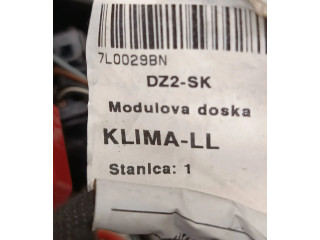 7L0029BN
DZ2-SK
Modulova doska
KLIMA-LL
Stanica: 1